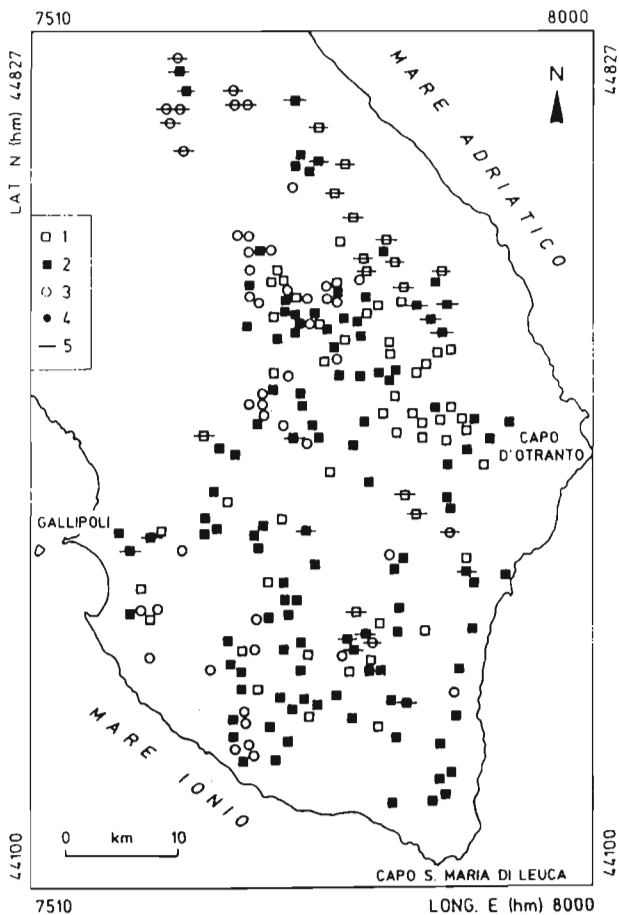 7510 8000
LAT N (hm) 44827
44827
N
MARE ADRIATICO
1
2
3
4
5
CAPO
D'OTRANTO
GALLIPOLI
MARE IONIO
0 km 10
CAPO S. MARIA DI LEUCA
44100
44100
7510 LONG. E (hm) 8000